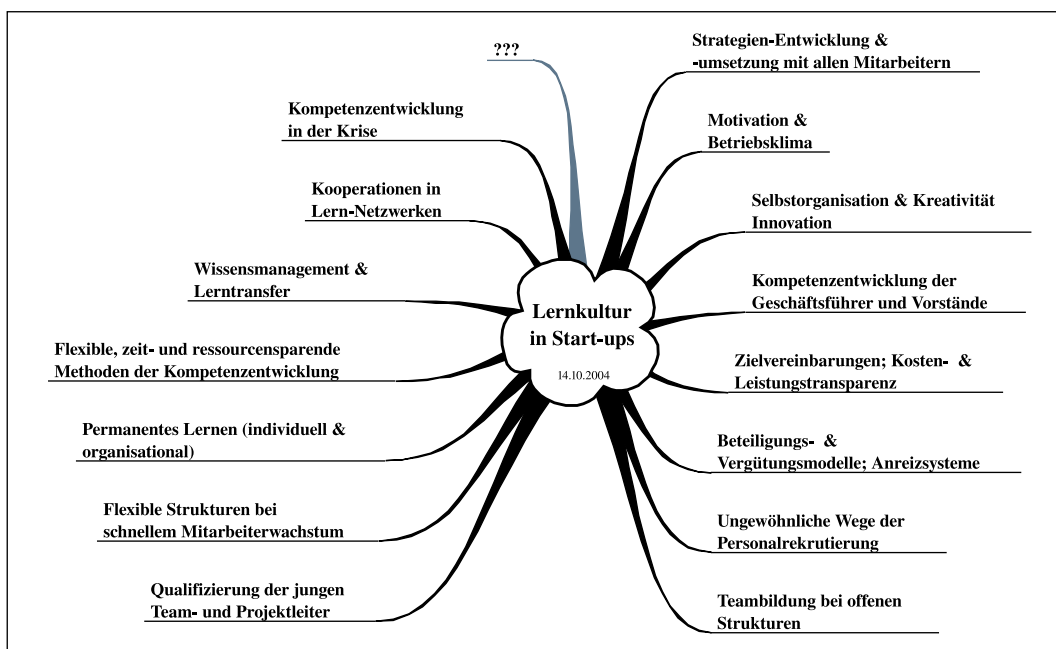 ???
Strategien-Entwicklung &
-umsetzung mit allen Mitarbeitern
Motivation &
Betriebsklima
Selbstorganisation & Kreativität
Innovation
Kompetenzentwicklung der
Geschäftsführer und Vorstände
Zielvereinbarungen; Kosten- &
Leistungstransparenz
Beteiligungs- &
Vergütungsmodelle; Anreizsysteme
Ungewöhnliche Wege der
Personalrekrutierung
Teambildung bei offenen
Strukturen
Kompetenzentwicklung
in der Krise
Kooperationen in
Lern-Netzwerken
Wissensmanagement &
Lerntransfer
Flexible, zeit- und ressourcensparende
Methoden der Kompetenzentwicklung
Permanentes Lernen (individuell &
organisational)
Flexible Strukturen bei
schnellem Mitarbeiterwachstum
Qualifizierung der jungen
Team- und Projektleiter
Lernkultur
in Start-ups
14.10.2004